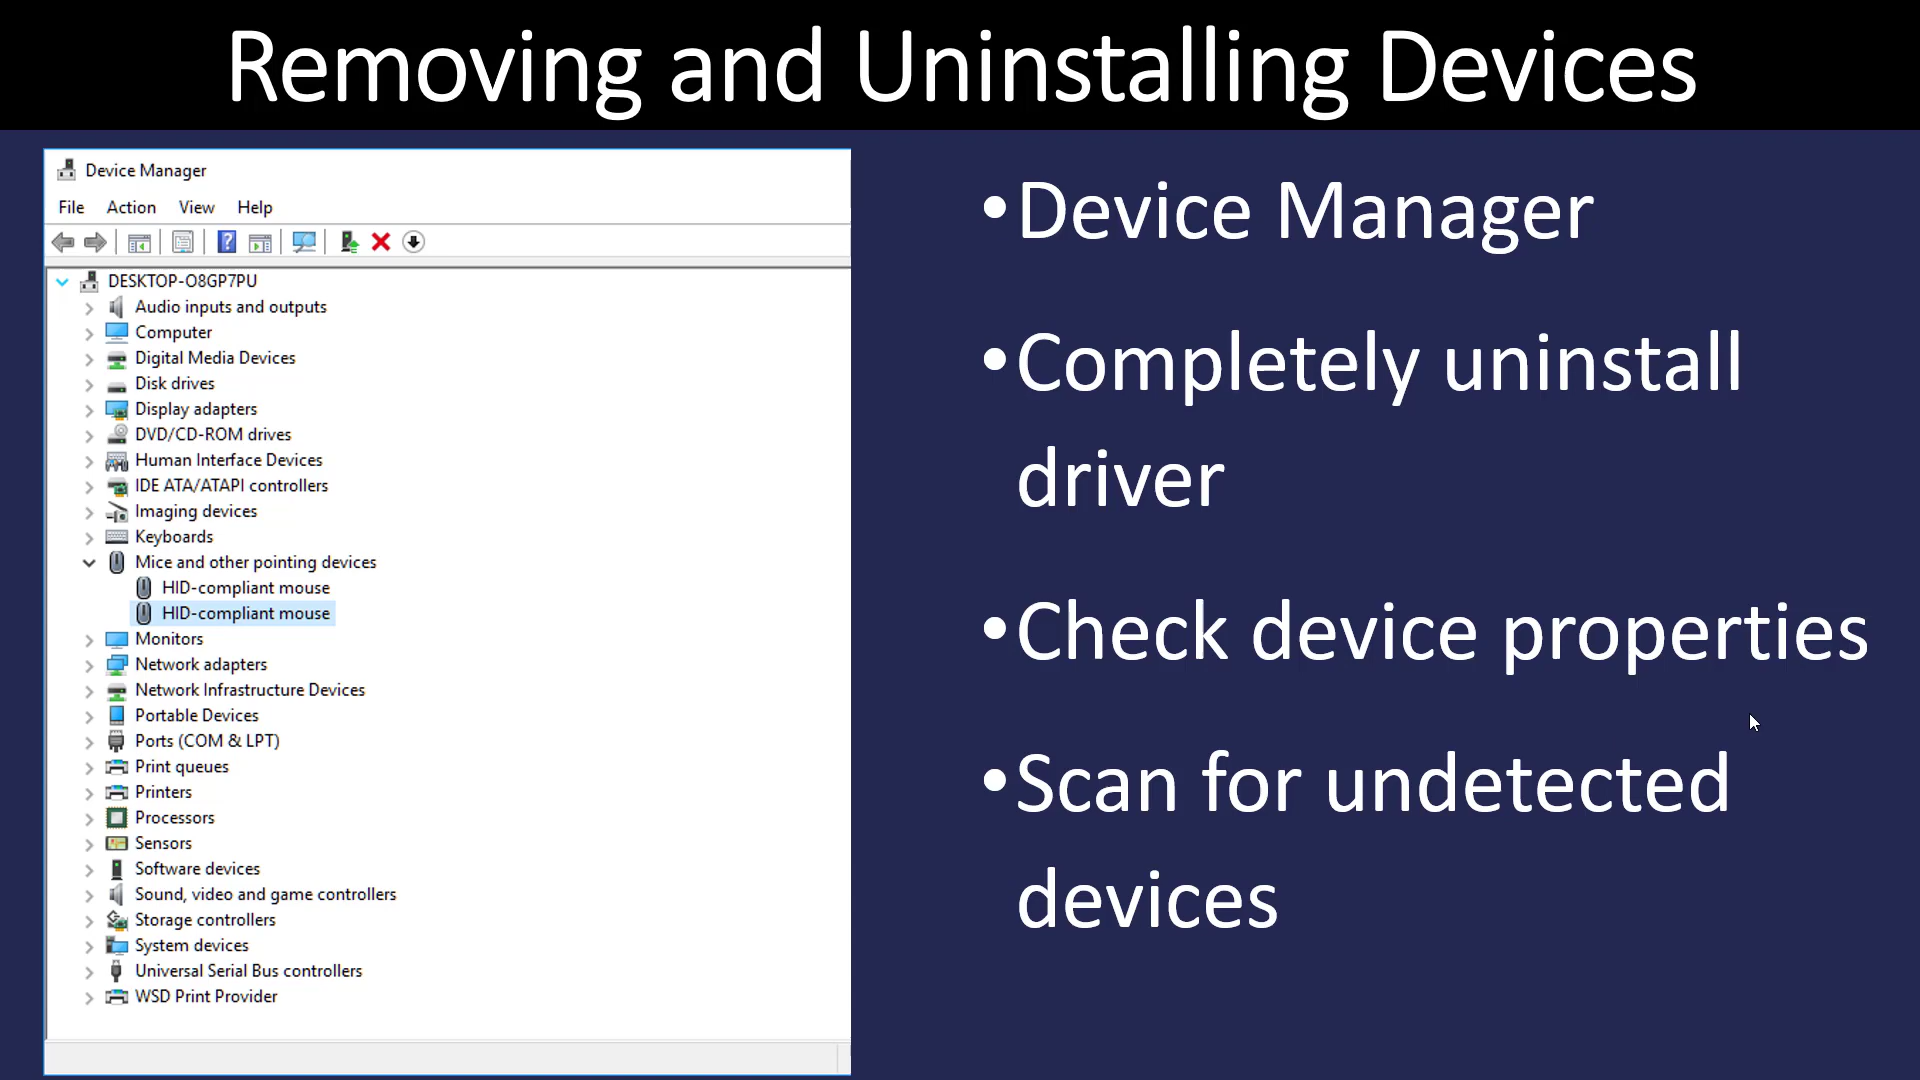 Removing and Uninstalling Devices
Device Manager
File Action View Help
DESKTOP-O8GP7PU
Audio inputs and outputs
Computer
Digital Media Devices
Disk drives
Display adapters
DVD/CD-ROM drives
Human Interface Devices
IDE ATA/ATAPI controllers
Imaging devices
Keyboards
Mice and other pointing devices
HID-compliant mouse
HID-compliant mouse
Monitors
Network adapters
Network Infrastructure Devices
Portable Devices
Ports (COM & LPT)
Print queues
Printers
Processors
Sensors
Software devices
Sound, video and game controllers
Storage controllers
System devices
Universal Serial Bus controllers
WSD Print Provider
•Device Manager
•Completely uninstall
driver
•Check device properties
•Scan for undetected
devices